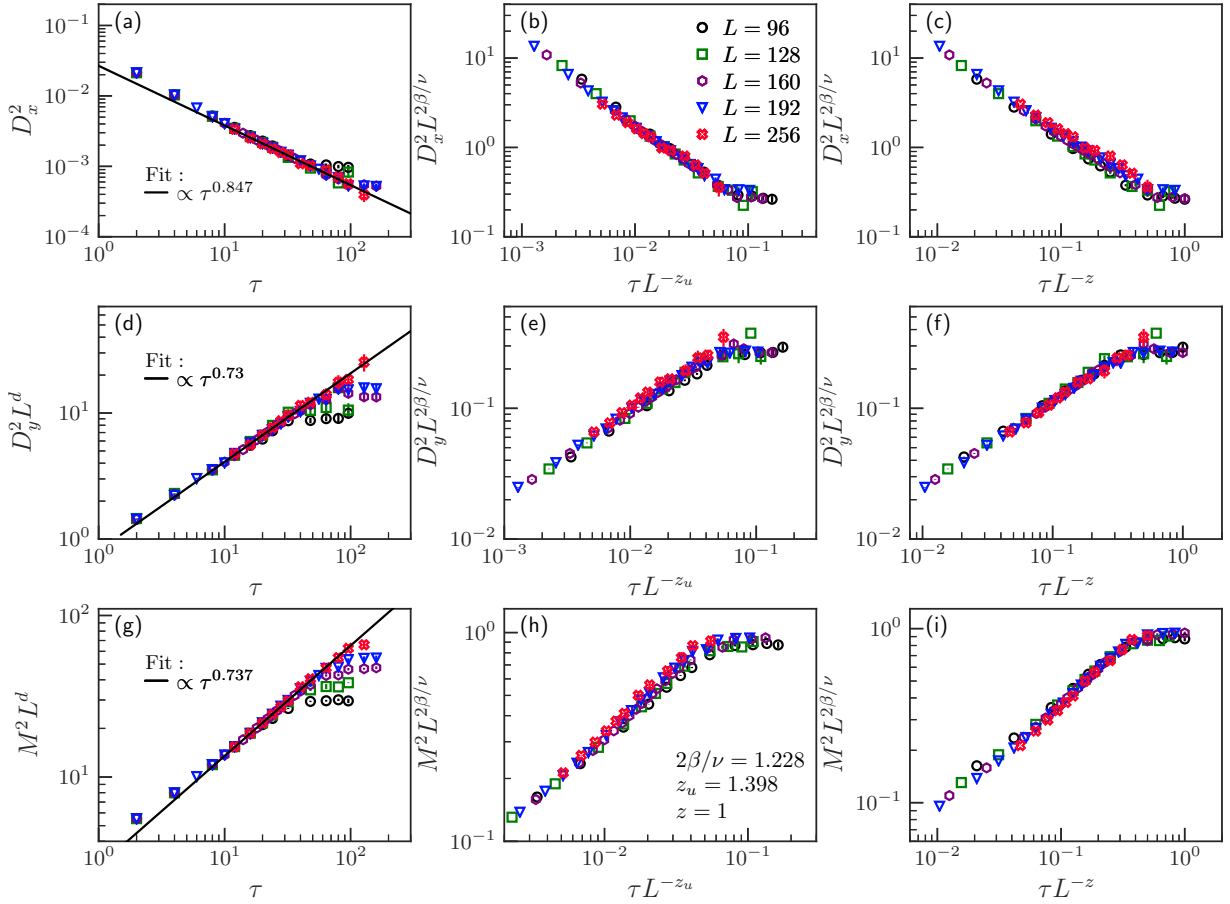 (a)
10^{-1}
10^{-2}
10^{-3}
10^{-4}
D_x^2
Fit :
∝ τ^{0.847}
10^0
10^1
10^2
τ
(b)
L = 96
L = 128
L = 160
L = 192
L = 256
10^1
10^0
10^{-1}
D_x^2 L^{2β/ν}
10^{-3}
10^{-2}
10^{-1}
τL^{-z_u}
(c)
10^1
10^0
10^{-1}
D_x^2 L^{2β/ν}
10^{-2}
10^{-1}
10^0
τL^{-z}
(d)
10^1
10^0
D_y^2 L^d
Fit :
∝ τ^{0.73}
10^0
10^1
10^2
τ
(e)
10^{-1}
10^{-2}
D_y^2 L^{2β/ν}
10^{-3}
10^{-2}
10^{-1}
τL^{-z_u}
(f)
10^{-1}
10^{-2}
D_y^2 L^{2β/ν}
10^{-2}
10^{-1}
10^0
τL^{-z}
(g)
10^2
10^1
M^2 L^d
Fit :
∝ τ^{0.737}
10^0
10^1
10^2
τ
(h)
10^0
10^{-1}
M^2 L^{2β/ν}
2β/ν = 1.228
z_u = 1.398
z = 1
10^{-2}
10^{-1}
τL^{-z_u}
(i)
10^0
10^{-1}
M^2 L^{2β/ν}
10^{-2}
10^{-1}
10^0
τL^{-z}